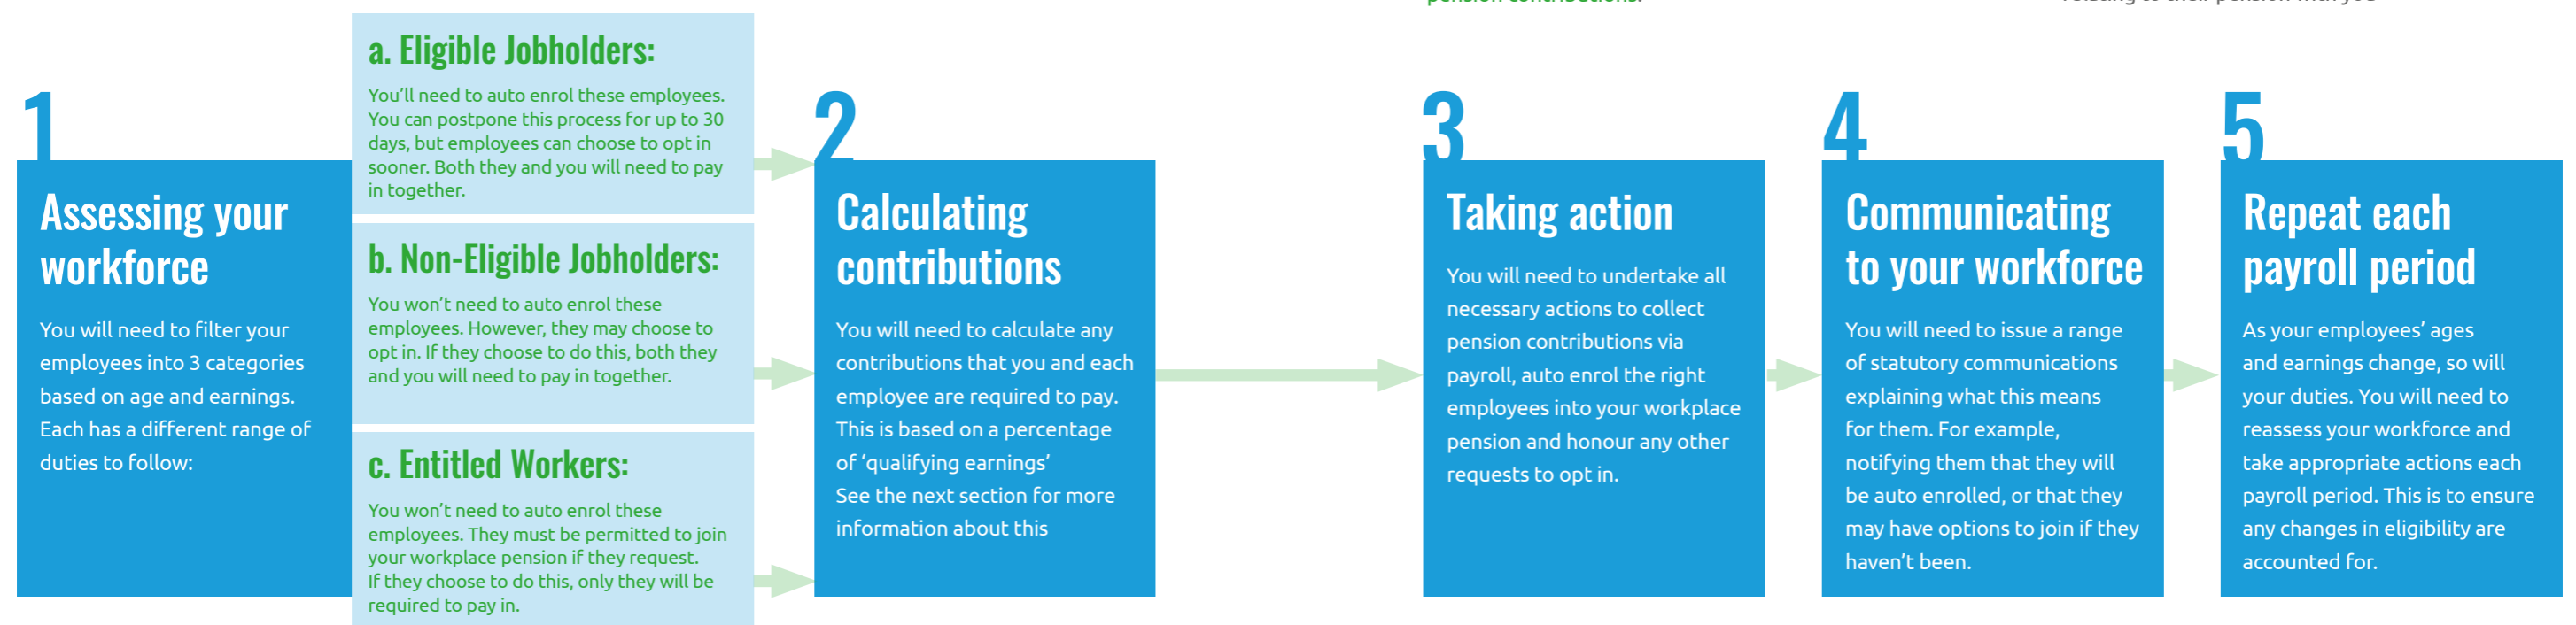 pension contributions.
relating to their pension with you
1
Assessing your
workforce
You will need to filter your
employees into 3 categories
based on age and earnings.
Each has a different range of
duties to follow:
a. Eligible Jobholders:
You'll need to auto enrol these employees.
You can postpone this process for up to 30
days, but employees can choose to opt in
sooner. Both they and you will need to pay
in together.
b. Non-Eligible Jobholders:
You won't need to auto enrol these
employees. However, they may choose to
opt in. If they choose to do this, both they
and you will need to pay in together.
c. Entitled Workers:
You won't need to auto enrol these
employees. They must be permitted to join
your workplace pension if they request.
If they choose to do this, only they will be
required to pay in.
2
Calculating
contributions
You will need to calculate any
contributions that you and each
employee are required to pay.
This is based on a percentage
of 'qualifying earnings'
See the next section for more
information about this
3
Taking action
You will need to undertake all
necessary actions to collect
pension contributions via
payroll, auto enrol the right
employees into your workplace
pension and honour any other
requests to opt in.
4
Communicating
to your workforce
You will need to issue a range
of statutory communications
explaining what this means
for them. For example,
notifying them that they will
be auto enrolled, or that they
may have options to join if they
haven't been.
5
Repeat each
payroll period
As your employees' ages
and earnings change, so will
your duties. You will need to
reassess your workforce and
take appropriate actions each
payroll period. This is to ensure
any changes in eligibility are
accounted for.